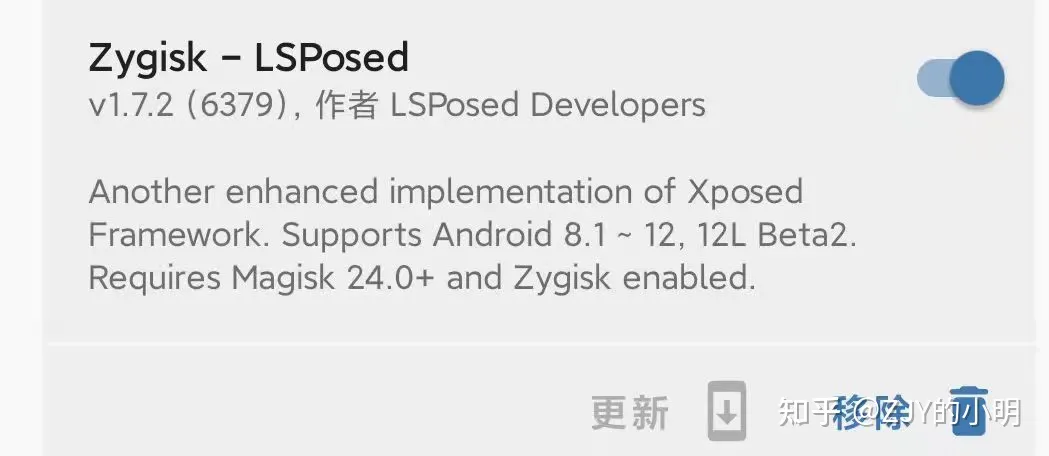 Zygisk – LSPosed
v1.7.2 (6379), 作者 LSPosed Developers
Another enhanced implementation of Xposed
Framework. Supports Android 8.1 ~ 12, 12L Beta2.
Requires Magisk 24.0+ and Zygisk enabled.
更新 移除
知乎 @ZJY的小明